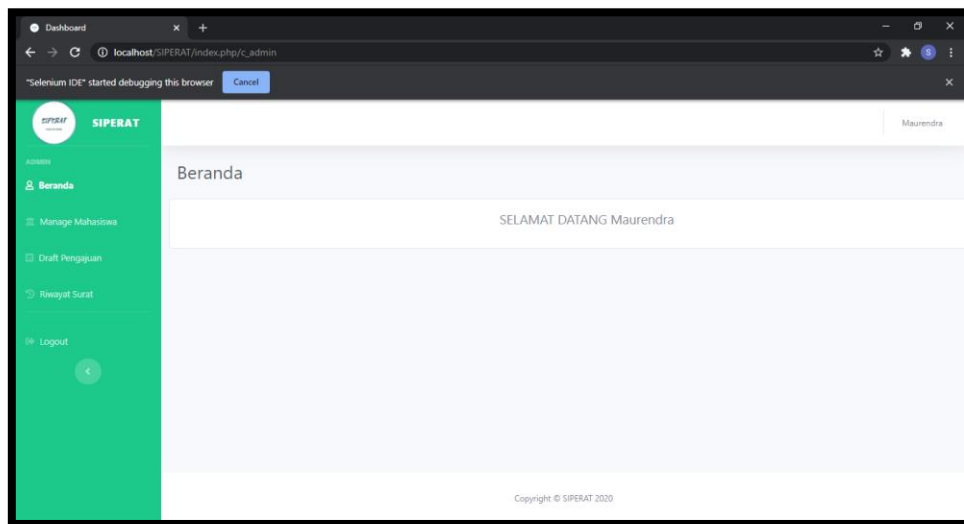 Dashboard
localhost/SIPERAT/index.php/c_admin
S
"Selenium IDE" started debugging this browser Cancel
SIPERAT SIPERAT
Maurendra
ADMIN
Beranda
Manage Mahasiswa
Draft Pengajuan
Riwayat Surat
Logout
Beranda
SELAMAT DATANG Maurendra
Copyright © SIPERAT 2020